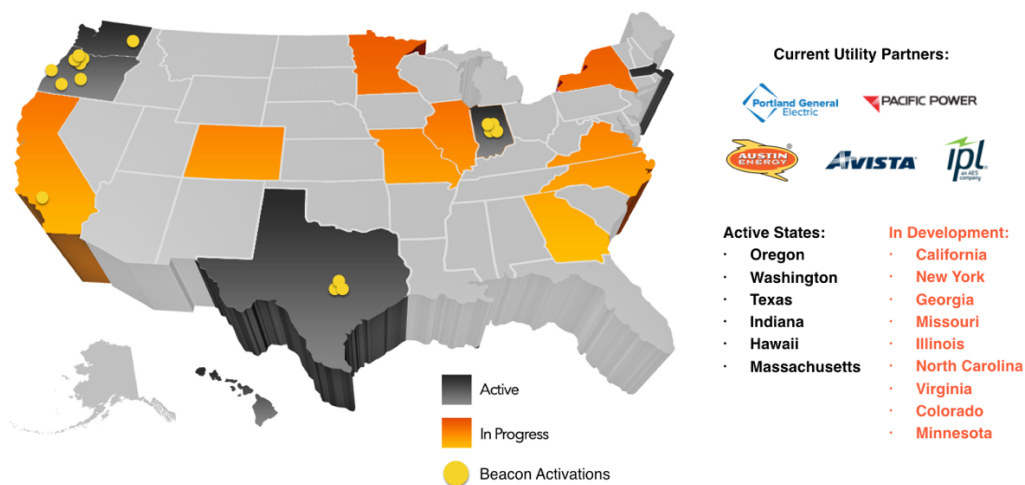 Current Utility Partners:
Portland General
Electric
PACIFIC POWER
AUSTIN
ENERGY
®
AVISTA
ipl
an AES
company
Active States:
· Oregon
· Washington
· Texas
· Indiana
· Hawaii
· Massachusetts
In Development:
· California
· New York
· Georgia
· Missouri
· Illinois
· North Carolina
· Virginia
· Colorado
· Minnesota
Active
In Progress
Beacon Activations